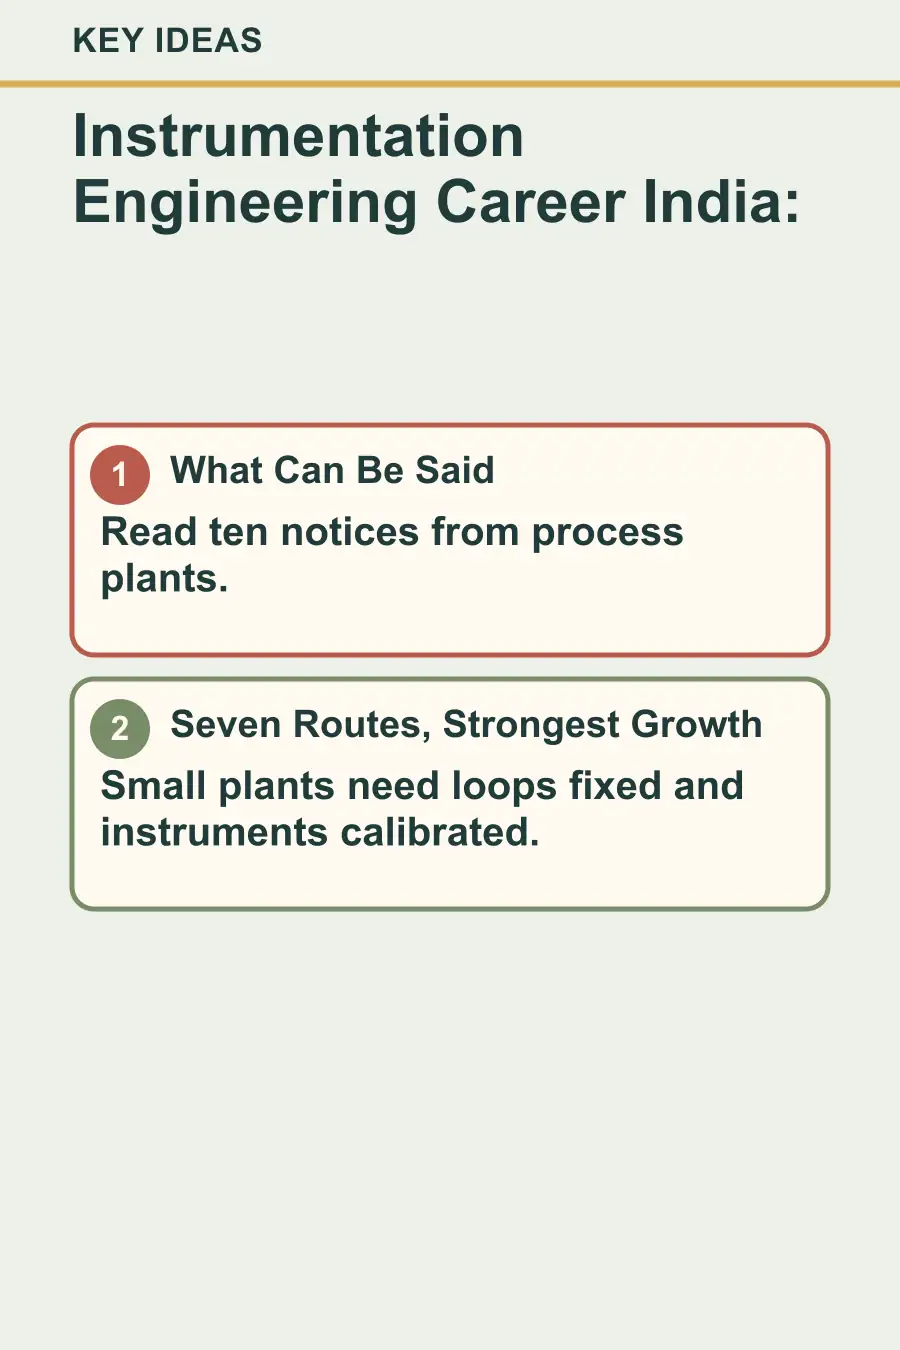 KEY IDEAS
Instrumentation
Engineering Career India:
1 What Can Be Said
Read ten notices from process
plants.
2 Seven Routes, Strongest Growth
Small plants need loops fixed and
instruments calibrated.